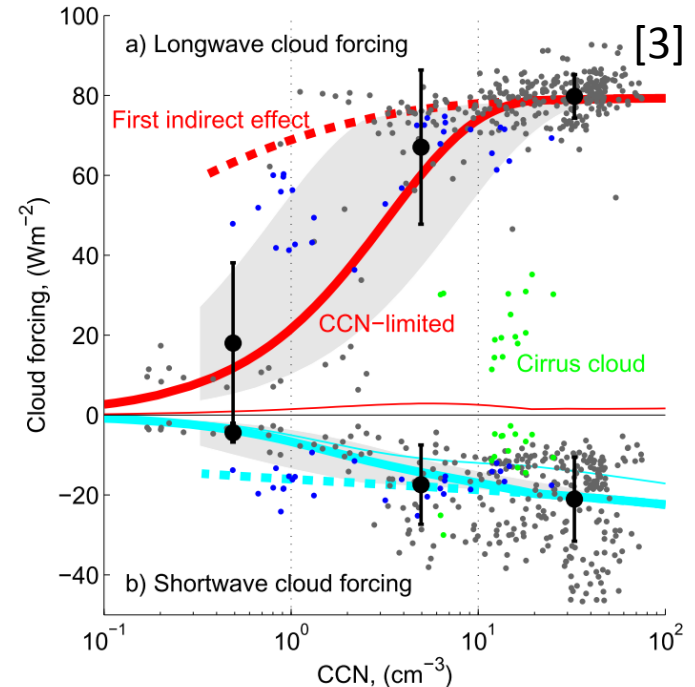 [3]
a) Longwave cloud forcing
First indirect effect
CCN−limited
Cirrus cloud
b) Shortwave cloud forcing
Cloud forcing, (Wm⁻²)
100
80
60
40
20
0
−20
−40
10⁻¹ 10⁰ 10¹ 10²
CCN, (cm⁻³)